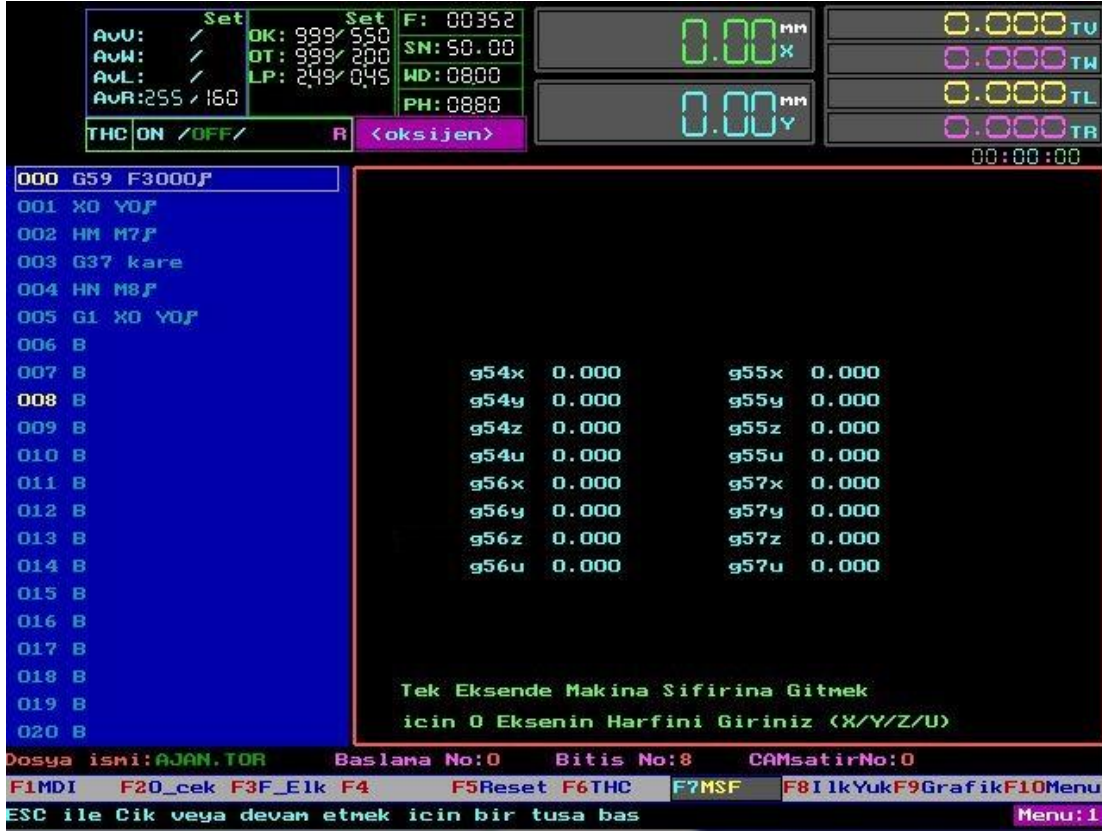 Set
AvV: /
AvW: /
AvL: /
AvR:255 / 160
Set
OK: 999/ 550
OT: 999/ 200
LP: 249/ 045
F: 00352
SN: 50.00
WD: 0800
PH: 0880
THC ON /OFF/ R <oksijen>
0.00 MM X
0.00 MM Y
0.000 TV
0.000 TW
0.000 TL
0.000 TR
00:00:00
000 G59 F3000
001 X0 Y0
002 HM M7
003 G37 kare
004 HN M8
005 G1 X0 Y0
006 B
007 B
008 B
009 B
010 B
011 B
012 B
013 B
014 B
015 B
016 B
017 B
018 B
019 B
020 B
g54x 0.000 g55x 0.000
g54y 0.000 g55y 0.000
g54z 0.000 g55z 0.000
g54u 0.000 g55u 0.000
g56x 0.000 g57x 0.000
g56y 0.000 g57y 0.000
g56z 0.000 g57z 0.000
g56u 0.000 g57u 0.000
Tek Eksende Makina Sifirina Gitmek
icin O Eksenin Harfini Giriniz (X/Y/Z/U)
Dosya ismi:AJAN.TOR Baslama No:0 Bitis No:8 CAMsatirNo:0
F1MDI F2O_cek F3F_Elk F4 F5Reset F6THC F7MSF F8IlkYukF9GrafikF10Menu
ESC ile Cik veya devam etmek icin bir tusa bas Menu:1